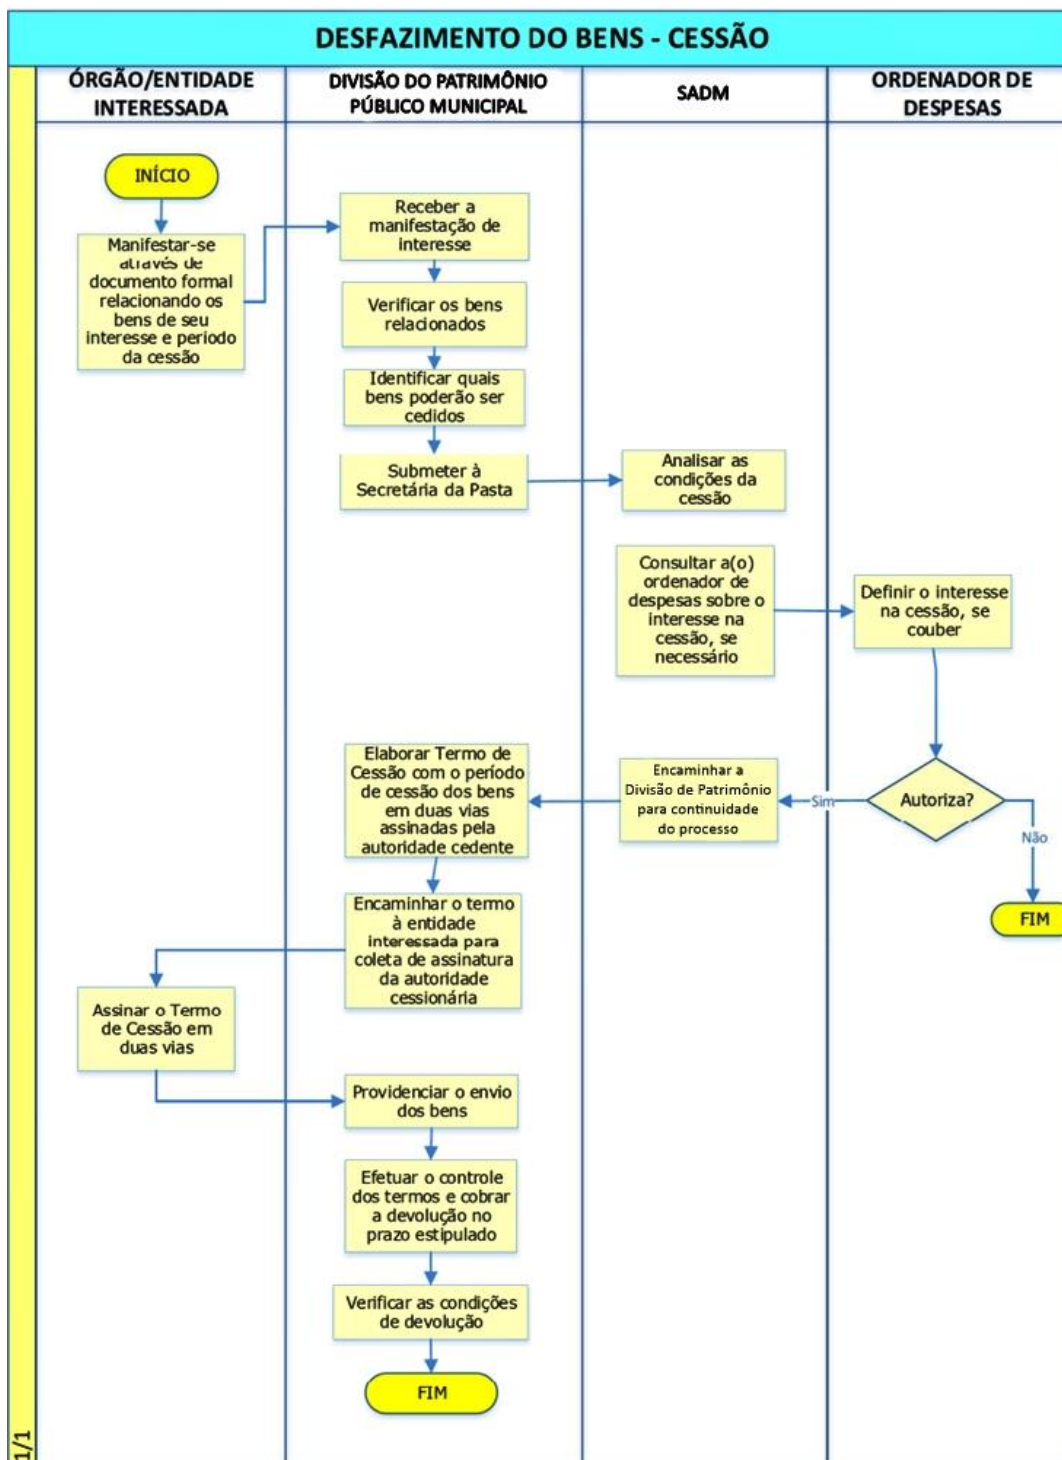 DESFAZIMENTO DO BENS - CESSÃO
ÓRGÃO/ENTIDADE
INTERESSADA
DIVISÃO DO PATRIMÔNIO
PÚBLICO MUNICIPAL
SADM
ORDENADOR DE
DESPESAS
INÍCIO
Manifestar-se
através de
documento formal
relacionando os
bens de seu
interesse e período
da cessão
Receber a
manifestação de
interesse
Verificar os bens
relacionados
Identificar quais
bens poderão ser
cedidos
Submeter à
Secretária da Pasta
Analisar as
condições da
cessão
Consultar a(o)
ordenador de
despesas sobre o
interesse na
cessão, se
necessário
Definir o interesse
na cessão, se
couber
Autoriza?
Sim
Não
FIM
Encaminhar a
Divisão de Patrimônio
para continuidade
do processo
Elaborar Termo de
Cessão com o período
de cessão dos bens
em duas vias
assinadas pela
autoridade cedente
Encaminhar o termo
à entidade
interessada para
coleta de assinatura
da autoridade
cessionária
Assinar o Termo
de Cessão em
duas vias
Providenciar o envio
dos bens
Efetuar o controle
dos termos e cobrar
a devolução no
prazo estipulado
Verificar as condições
de devolução
FIM
1/1